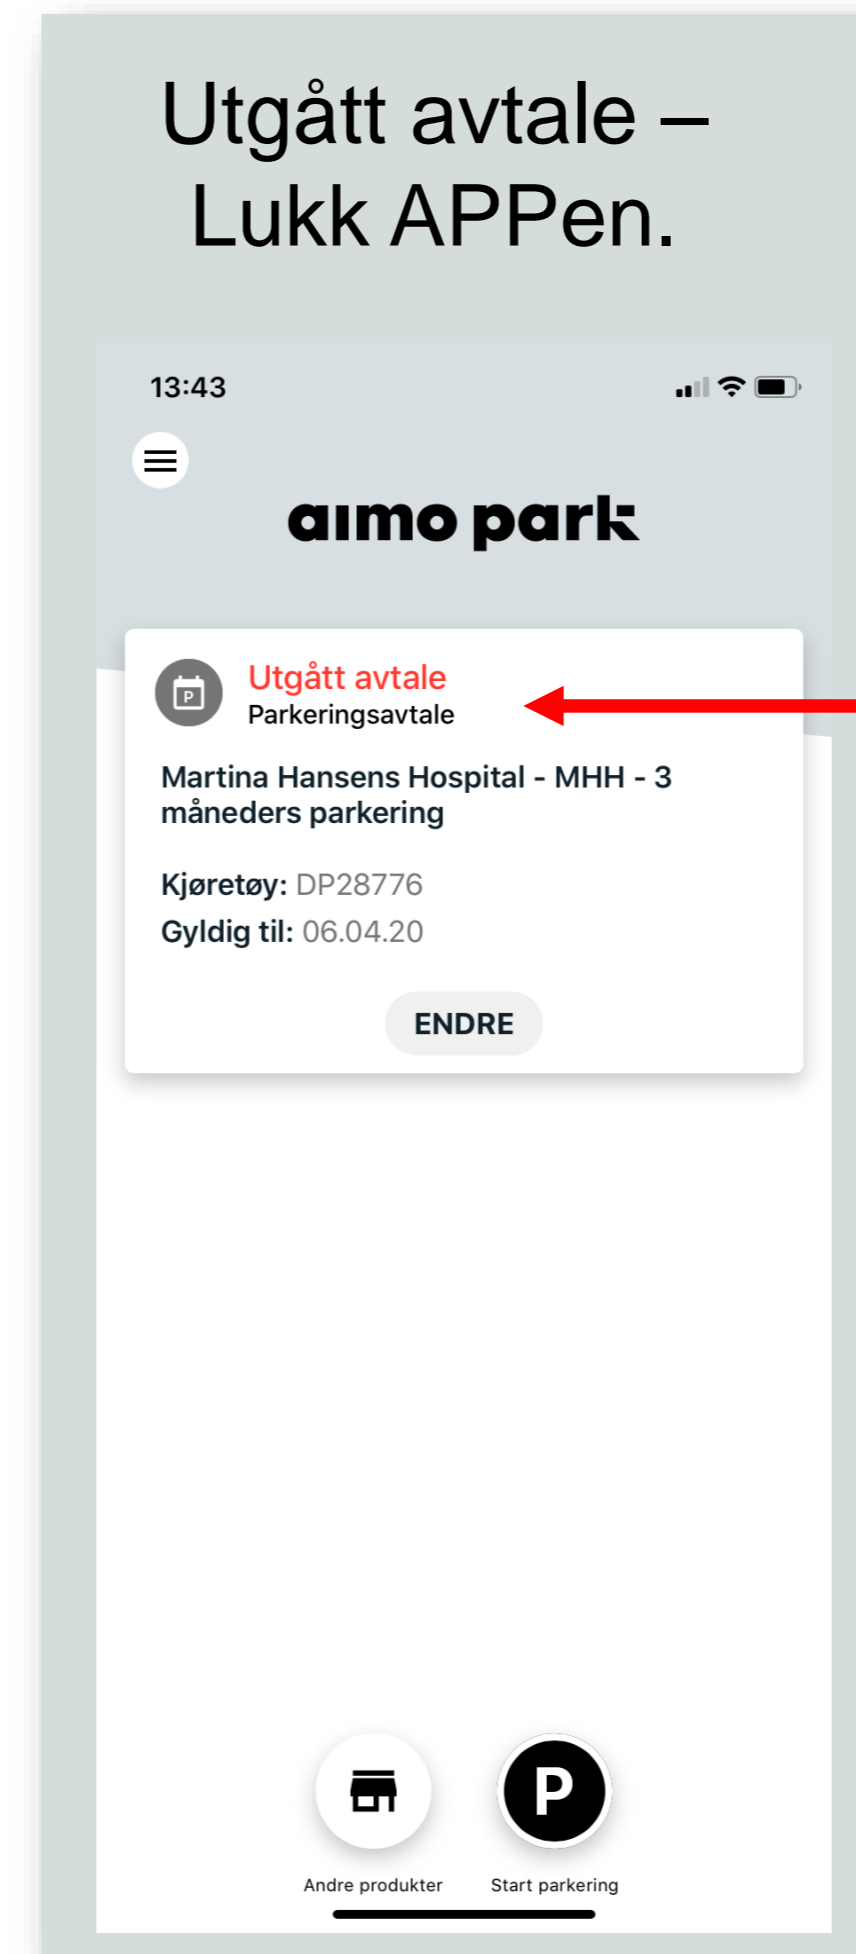 Utgått avtale –
Lukk APPen.
13:43
aimo park
Utgått avtale
P
Parkeringsavtale
Martina Hansens Hospital - MHH - 3
måneders parkering
Kjøretøy: DP28776
Gyldig til: 06.04.20
ENDRE
P
Andre produkter Start parkering